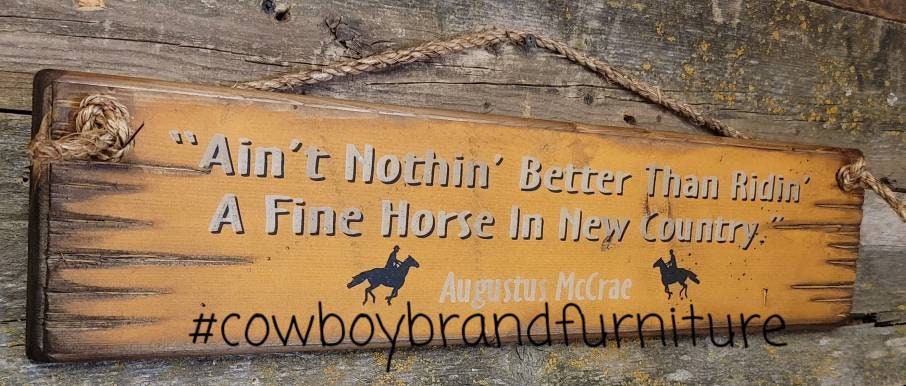 "Ain't Nothin' Better Than Ridin'
A Fine Horse In New Country."
Augustus McCrae
#cowboybrandfurniture